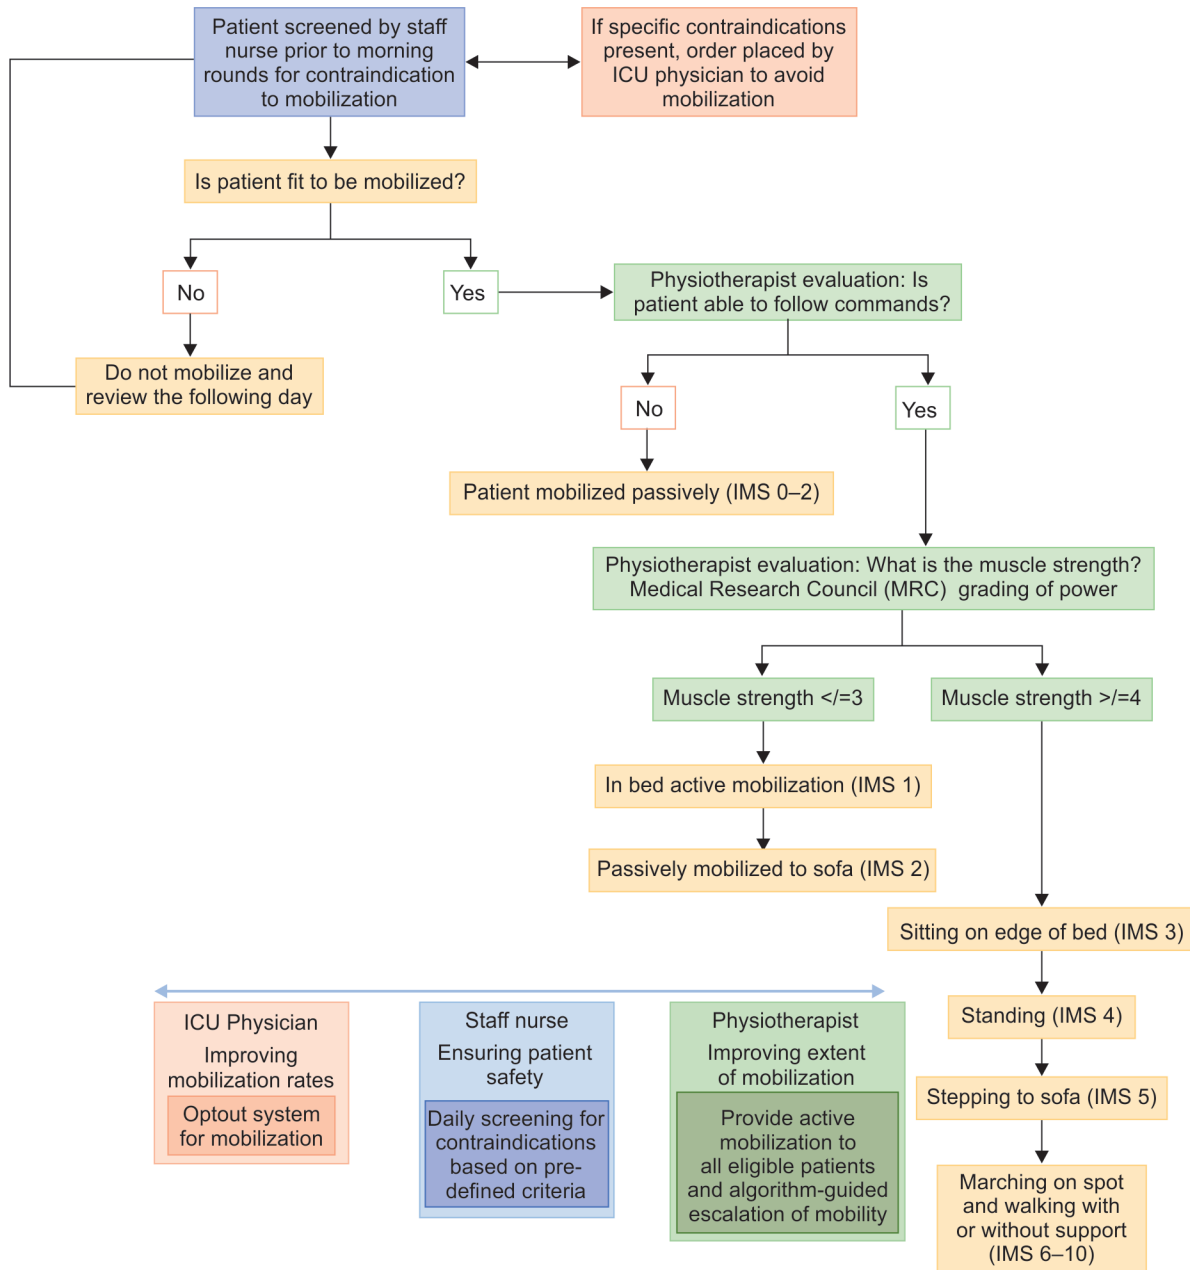 Patient screened by staff
nurse prior to morning
rounds for contraindication
to mobilization
If specific contraindications
present, order placed by
ICU physician to avoid
mobilization
Is patient fit to be mobilized?
No
Yes
Physiotherapist evaluation: Is
patient able to follow commands?
Do not mobilize and
review the following day
No
Yes
Patient mobilized passively (IMS 0–2)
Physiotherapist evaluation: What is the muscle strength?
Medical Research Council (MRC) grading of power
Muscle strength </=3
Muscle strength >/=4
In bed active mobilization (IMS 1)
Passively mobilized to sofa (IMS 2)
Sitting on edge of bed (IMS 3)
Standing (IMS 4)
Stepping to sofa (IMS 5)
Marching on spot
and walking with
or without support
(IMS 6–10)
ICU Physician
Improving
mobilization rates
Optout system
for mobilization
Staff nurse
Ensuring patient
safety
Daily screening for
contraindications
based on pre-
defined criteria
Physiotherapist
Improving extent
of mobilization
Provide active
mobilization to
all eligible patients
and algorithm-guided
escalation of mobility